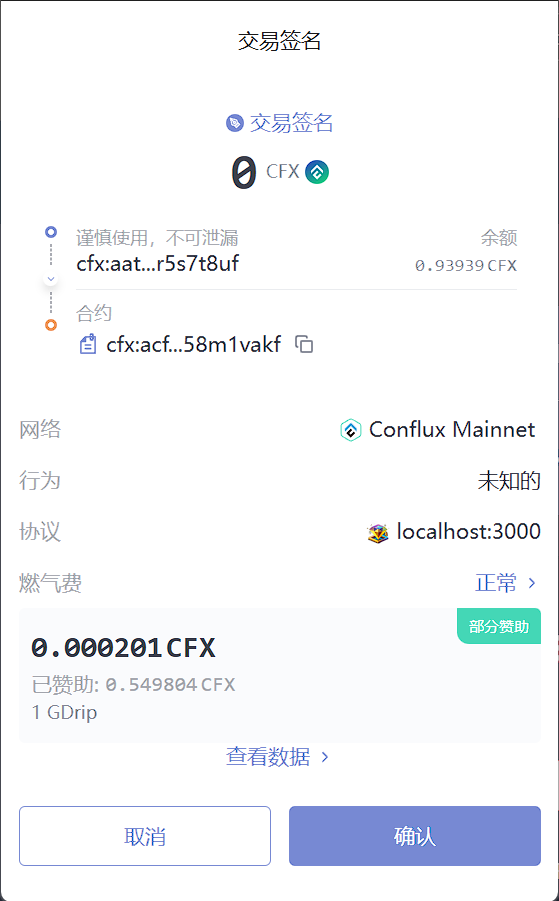 交易签名
交易签名
0 CFX
谨慎使用，不可泄漏 余额
cfx:aat...r5s7t8uf 0.93939 CFX
合约
cfx:acf...58m1vakf
网络 Conflux Mainnet
行为 未知的
协议 localhost:3000
燃气费 正常
部分赞助
0.000201 CFX
已赞助: 0.549804 CFX
1 GDrip
查看数据
取消 确认